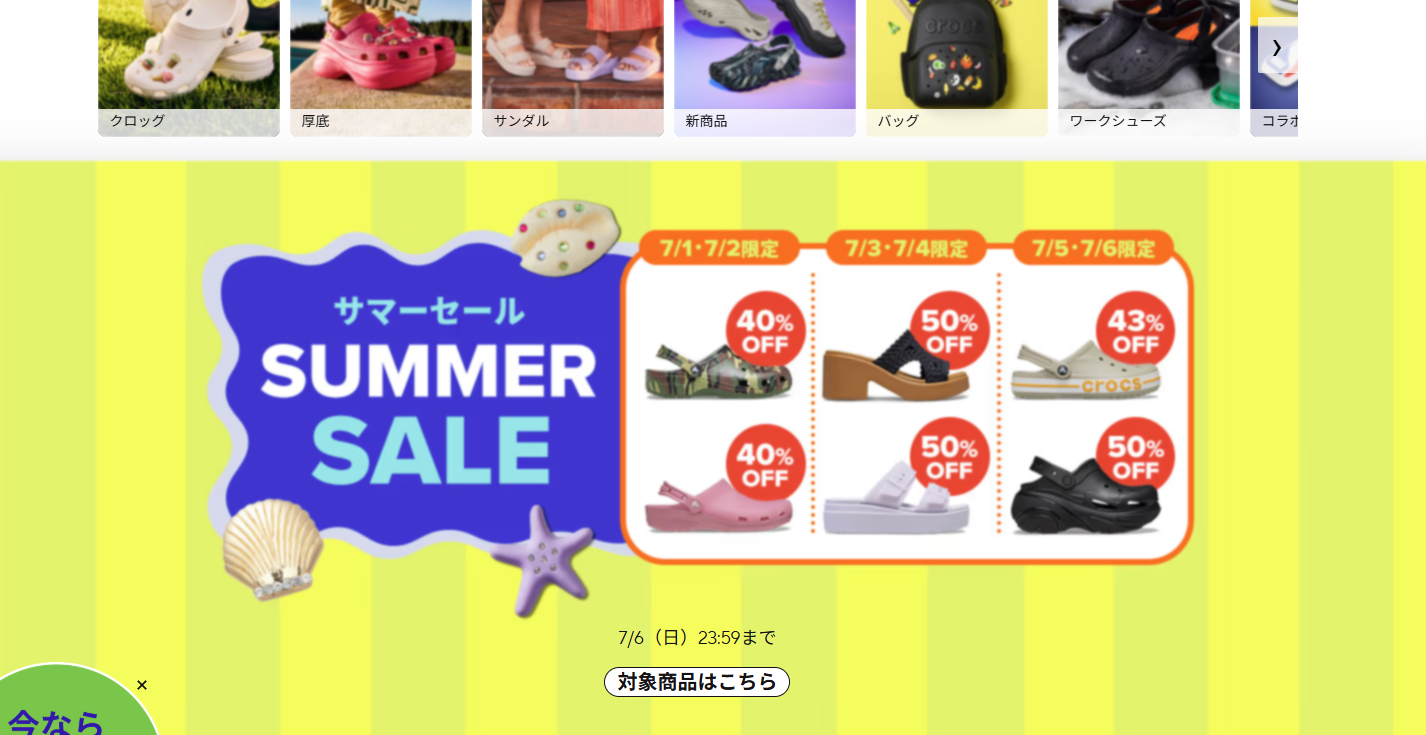 crocs
クロッグ
厚底
サンダル
新商品
バッグ
ワークシューズ
コラボ
❯
7/1・7/2限定
7/3・7/4限定
7/5・7/6限定
サマーセール
SUMMER
SALE
40%
OFF
50%
OFF
43%
OFF
crocs
40%
OFF
50%
OFF
50%
OFF
7/6（日）23:59まで
対象商品はこちら
×
今なら